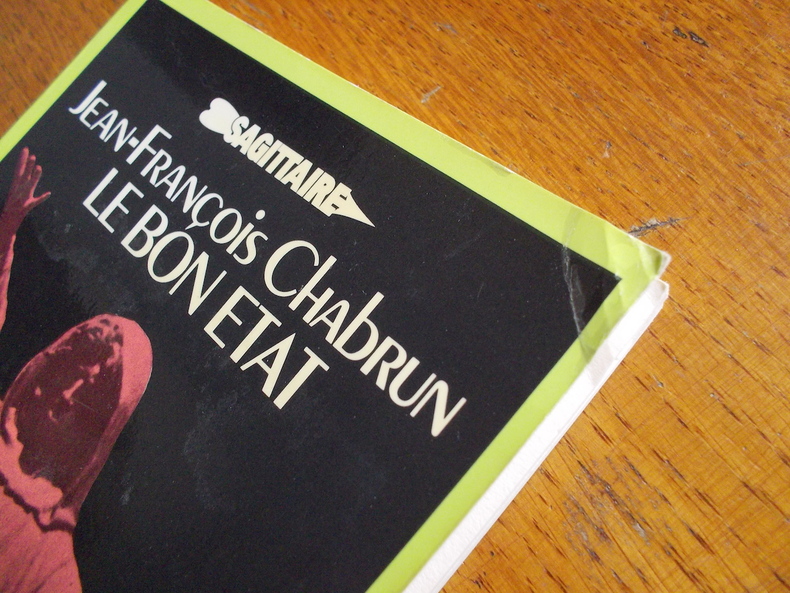 SAGITTAIRE
JEAN-FRANÇOIS CHABRUN
LE BON ETAT